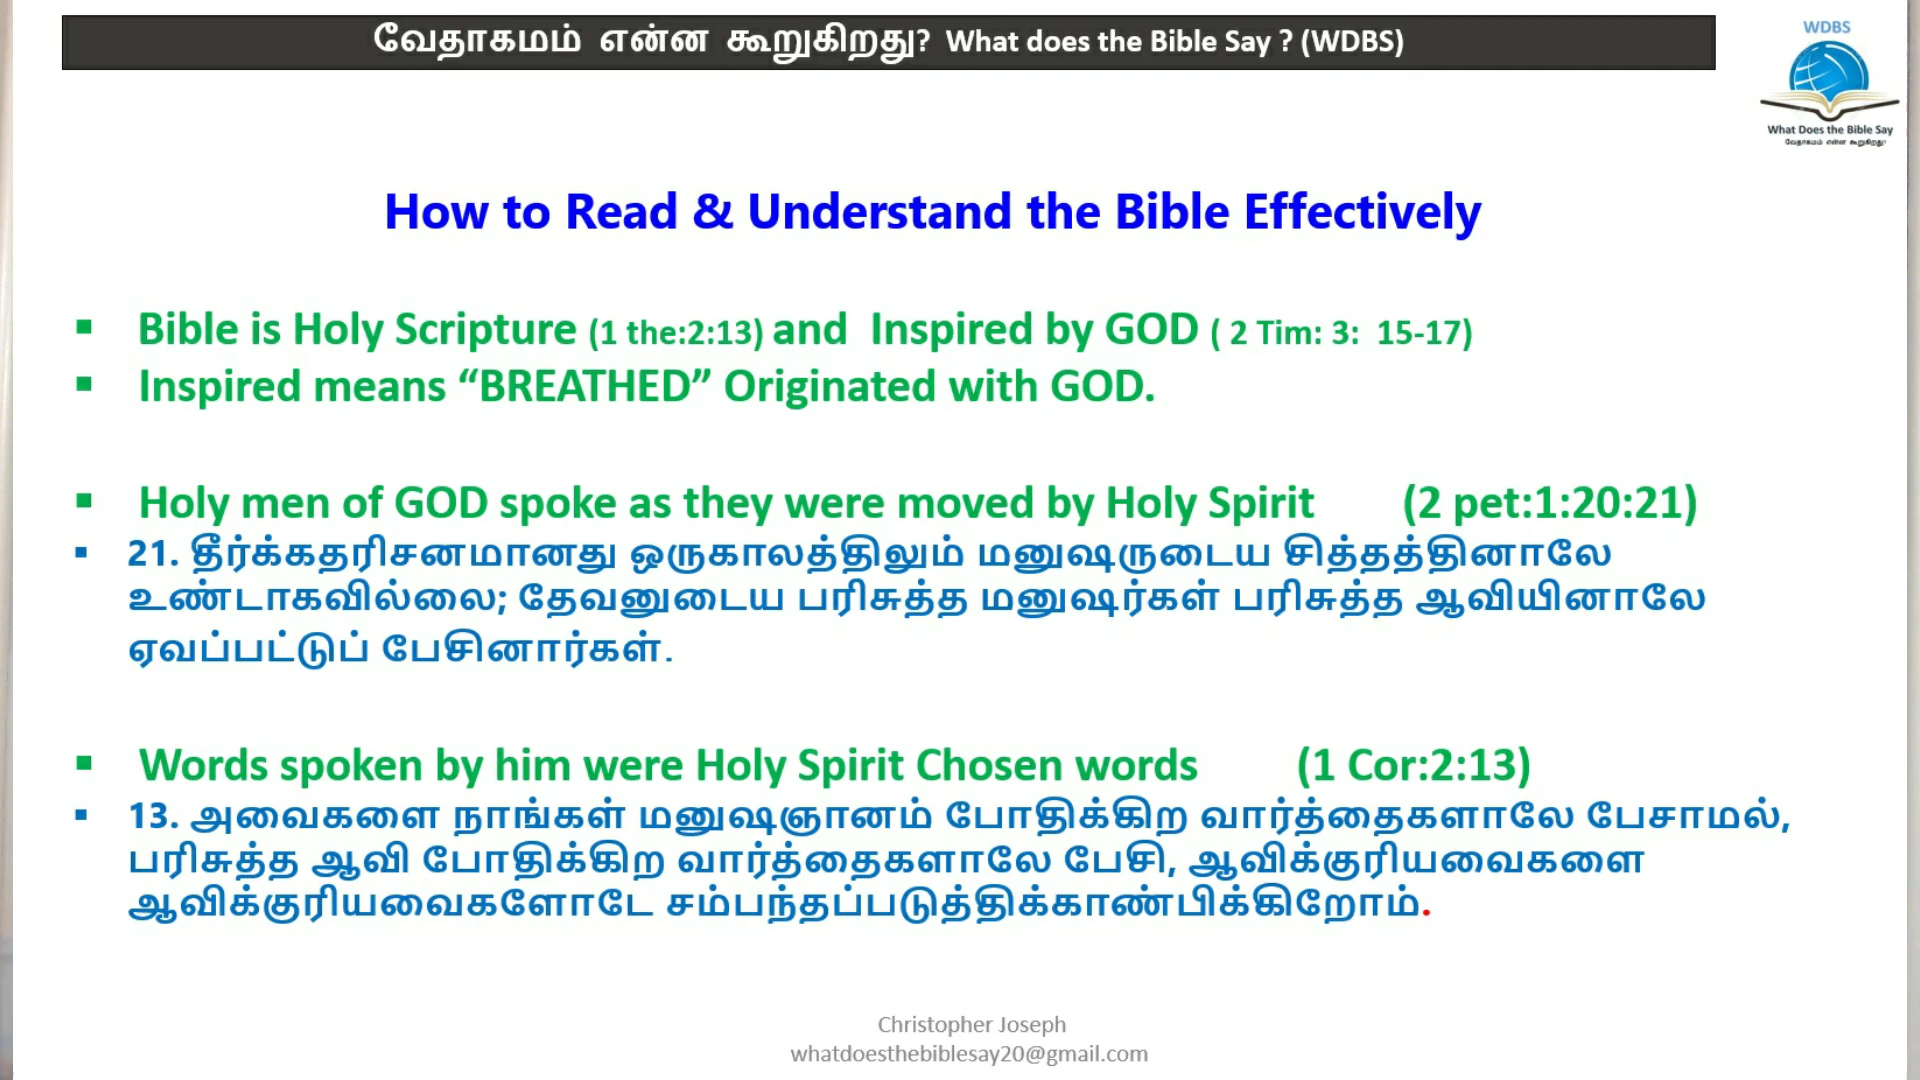 வேதாகமம் என்ன கூறுகிறது? What does the Bible Say ? (WDBS)
WDBS
What Does the Bible Say
வேதாகமம் என்ன கூறுகிறது?
How to Read & Understand the Bible Effectively
▪ Bible is Holy Scripture (1 the:2:13) and Inspired by GOD ( 2 Tim: 3: 15-17)
▪ Inspired means “BREATHED” Originated with GOD.
▪ Holy men of GOD spoke as they were moved by Holy Spirit (2 pet:1:20:21)
▪ 21. தீர்க்கதரிசனமானது ஒருகாலத்திலும் மனுஷருடைய சித்தத்தினாலே
உண்டாகவில்லை; தேவனுடைய பரிசுத்த மனுஷர்கள் பரிசுத்த ஆவியினாலே
ஏவப்பட்டுப் பேசினார்கள்.
▪ Words spoken by him were Holy Spirit Chosen words (1 Cor:2:13)
▪ 13. அவைகளை நாங்கள் மனுஷஞானம் போதிக்கிற வார்த்தைகளாலே பேசாமல்,
பரிசுத்த ஆவி போதிக்கிற வார்த்தைகளாலே பேசி, ஆவிக்குரியவைகளை
ஆவிக்குரியவைகளோடே சம்பந்தப்படுத்திக்காண்பிக்கிறோம்.
Christopher Joseph
whatdoesthebiblesay20@gmail.com